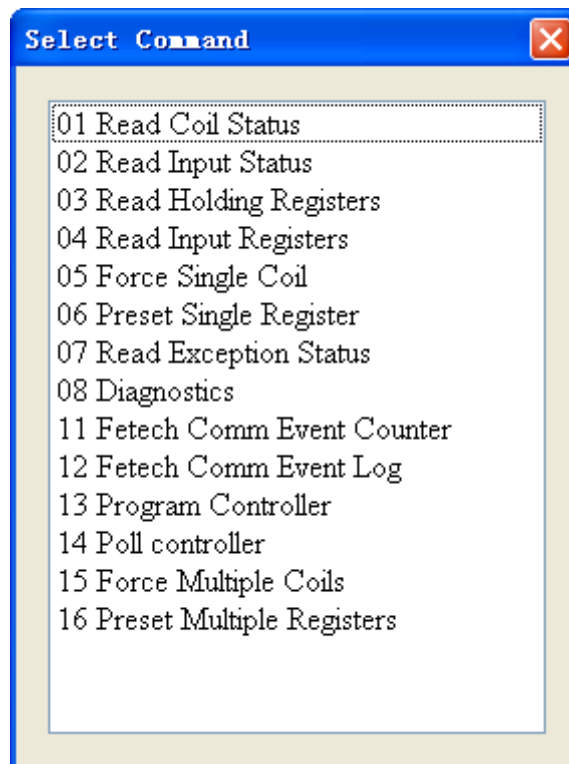 Select Command
01 Read Coil Status
02 Read Input Status
03 Read Holding Registers
04 Read Input Registers
05 Force Single Coil
06 Preset Single Register
07 Read Exception Status
08 Diagnostics
11 Fetech Comm Event Counter
12 Fetech Comm Event Log
13 Program Controller
14 Poll controller
15 Force Multiple Coils
16 Preset Multiple Registers